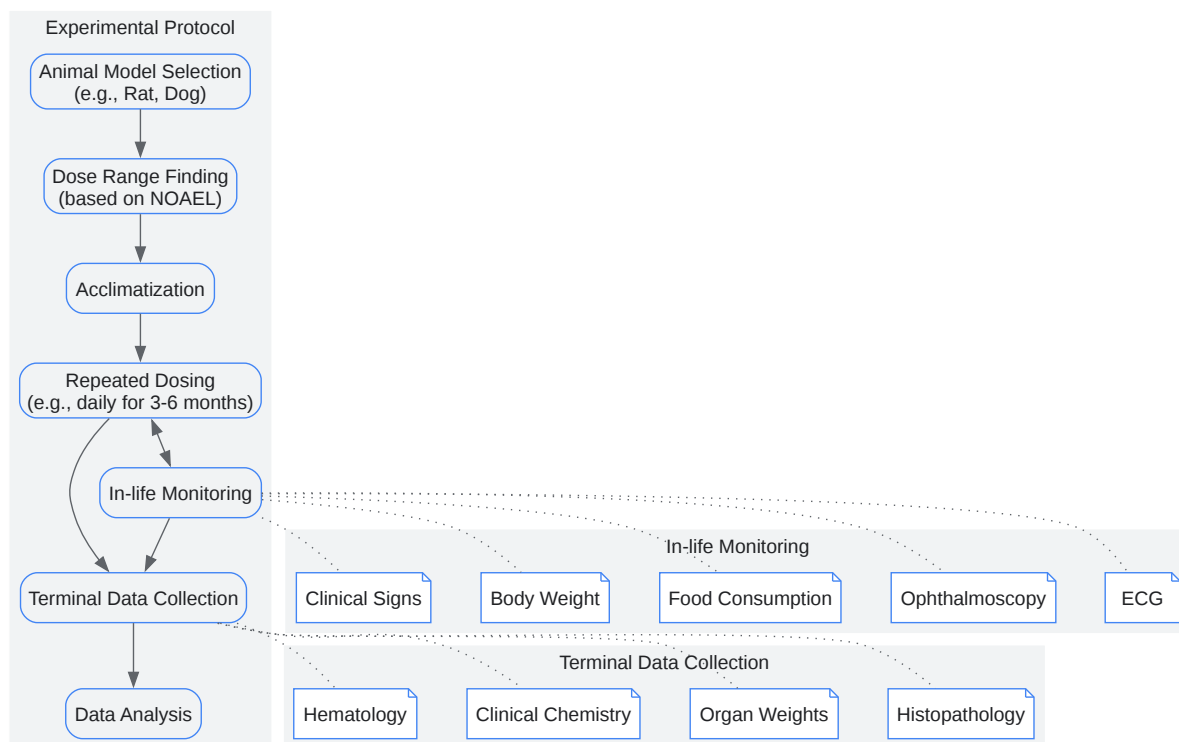 Experimental Protocol
Animal Model Selection
(e.g., Rat, Dog)
Dose Range Finding
(based on NOAEL)
Acclimatization
Repeated Dosing
(e.g., daily for 3-6 months)
In-life Monitoring
In-life Monitoring
Clinical Signs
Body Weight
Food Consumption
Ophthalmoscopy
ECG
Terminal Data Collection
Terminal Data Collection
Hematology
Clinical Chemistry
Organ Weights
Histopathology
Data Analysis